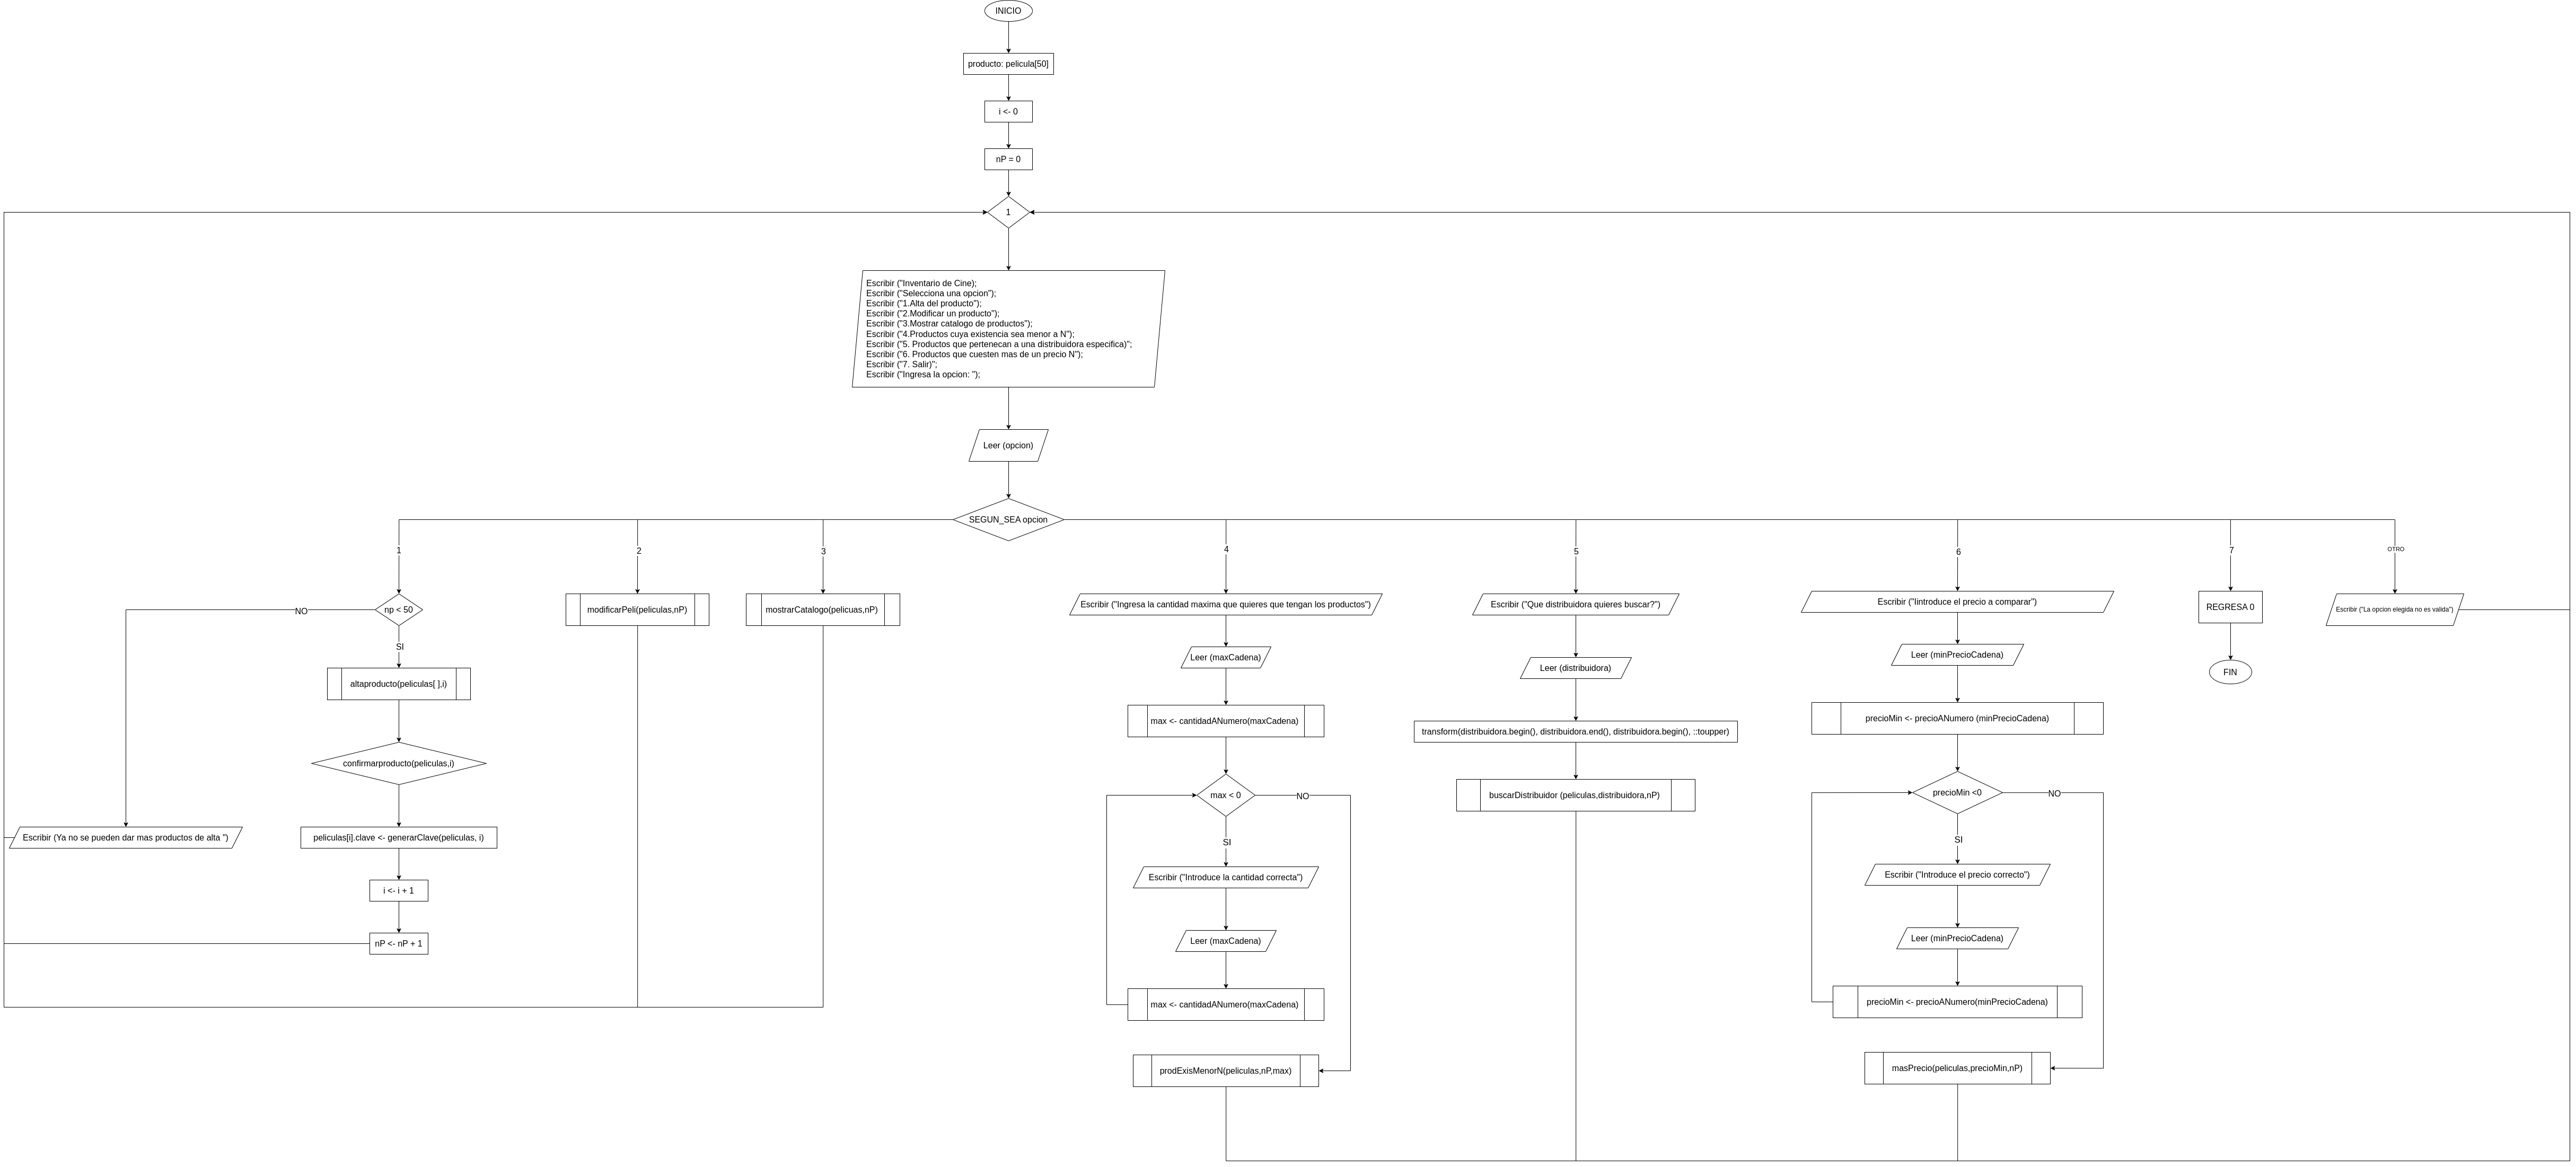 INICIO
producto: pelicula[50]
i <- 0
nP = 0
1
Escribir ("Inventario de Cine);
Escribir ("Selecciona una opcion");
Escribir ("1.Alta del producto");
Escribir ("2.Modificar un producto");
Escribir ("3.Mostrar catalogo de productos");
Escribir ("4.Productos cuya existencia sea menor a N");
Escribir ("5. Productos que pertenecan a una distribuidora especifica)";
Escribir ("6. Productos que cuesten mas de un precio N");
Escribir ("7. Salir)";
Escribir ("Ingresa la opcion: ");
Leer (opcion)
SEGUN_SEA opcion
1
np < 50
NO
Escribir (Ya no se pueden dar mas productos de alta ")
SI
altaproducto(peliculas[ ],i)
confirmarproducto(peliculas,i)
peliculas[i].clave <- generarClave(peliculas, i)
i <- i + 1
nP <- nP + 1
2
modificarPeli(peliculas,nP)
3
mostrarCatalogo(pelicuas,nP)
4
Escribir ("Ingresa la cantidad maxima que quieres que tengan los productos")
Leer (maxCadena)
max <- cantidadANumero(maxCadena)
max < 0
NO
SI
Escribir ("Introduce la cantidad correcta")
Leer (maxCadena)
max <- cantidadANumero(maxCadena)
prodExisMenorN(peliculas,nP,max)
5
Escribir ("Que distribuidora quieres buscar?")
Leer (distribuidora)
transform(distribuidora.begin(), distribuidora.end(), distribuidora.begin(), ::toupper)
buscarDistribuidor (peliculas,distribuidora,nP)
6
Escribir ("Iintroduce el precio a comparar")
Leer (minPrecioCadena)
precioMin <- precioANumero (minPrecioCadena)
precioMin <0
NO
SI
Escribir ("Introduce el precio correcto")
Leer (minPrecioCadena)
precioMin <- precioANumero(minPrecioCadena)
masPrecio(peliculas,precioMin,nP)
7
REGRESA 0
FIN
OTRO
Escribir ("La opcion elegida no es valida")